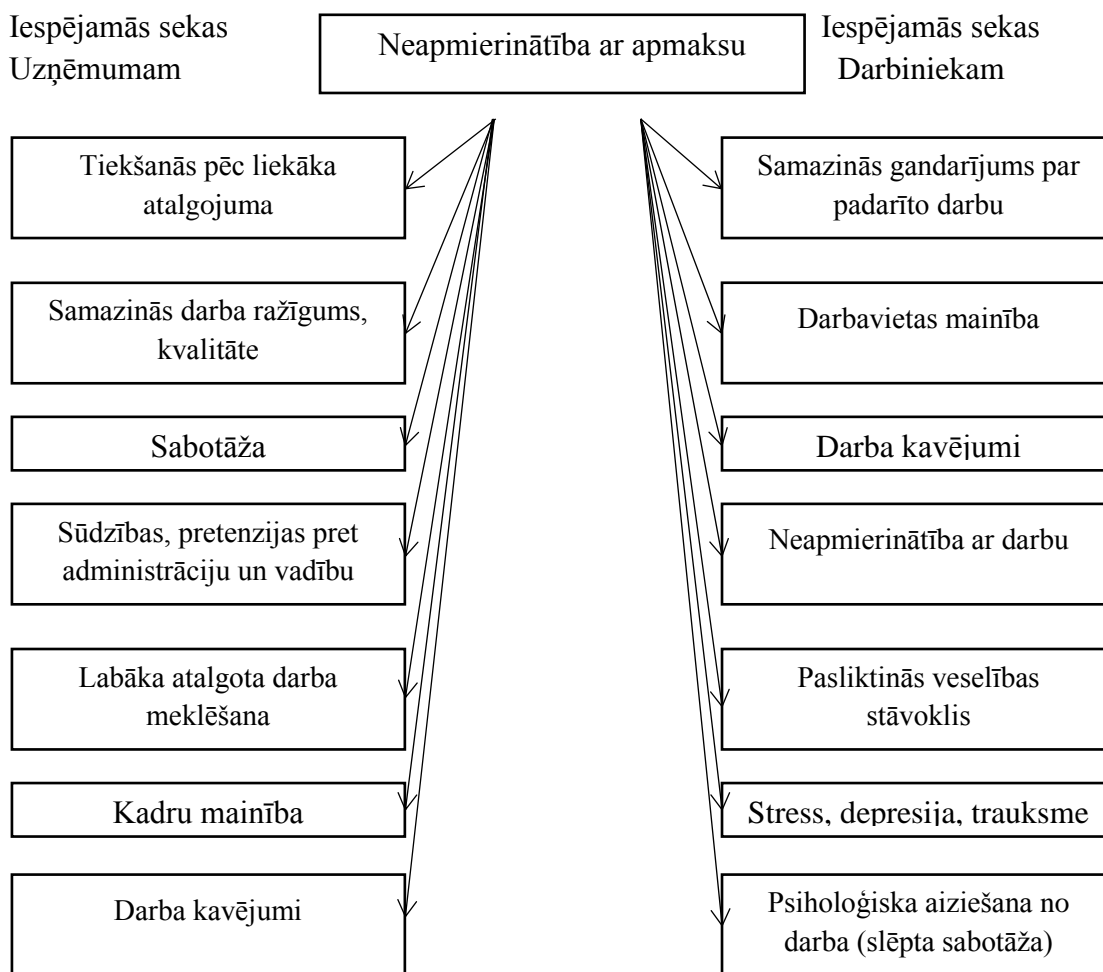 Iespējamās sekas
Uzņēmumam
Neapmierinātība ar apmaksu
Iespējamās sekas
Darbiniekam
Tiekšanās pēc liekāka
atalgojuma
Samazinās gandarījums par
padarīto darbu
Samazinās darba ražīgums,
kvalitāte
Darbavietas mainība
Sabotāža
Darba kavējumi
Sūdzības, pretenzijas pret
administrāciju un vadību
Neapmierinātība ar darbu
Labāka atalgota darba
meklēšana
Pasliktinās veselības
stāvoklis
Kadru mainība
Stress, depresija, trauksme
Darba kavējumi
Psiholoģiska aiziešana no
darba (slēpta sabotāža)